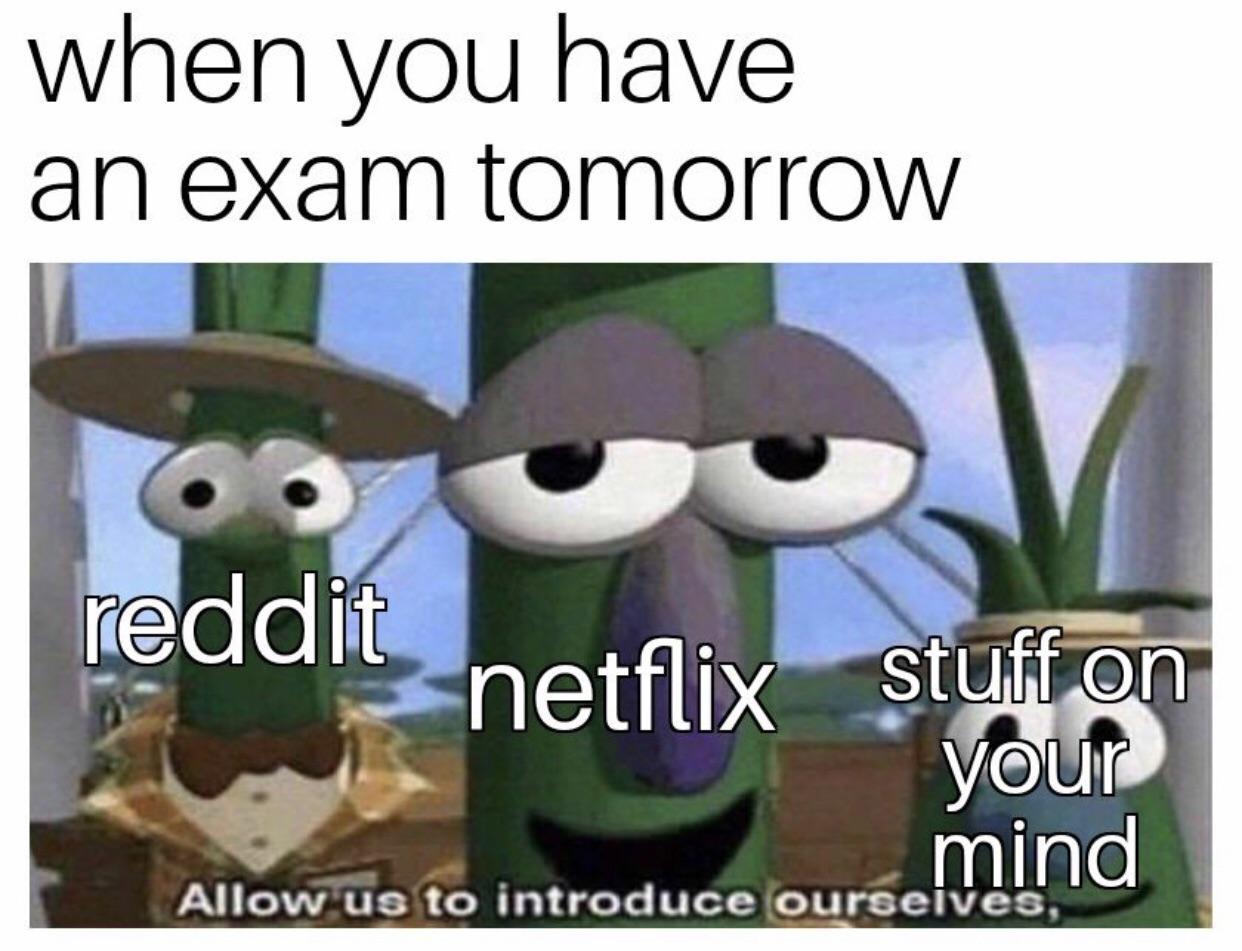 when you have
an exam tomorrow
reddit
netflix
stuff on
your
mind
Allow us to introduce ourselves,